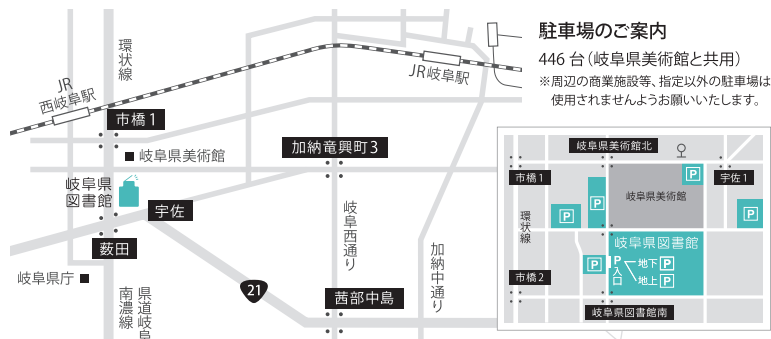 駐車場のご案内
446台（岐阜県美術館と共用）
※周辺の商業施設等、指定以外の駐車場は
使用されませんようお願いいたします。
環状線
JR
西岐阜駅
JR岐阜駅
市橋1
岐阜県美術館
加納竜興町3
岐阜県
図書館
宇佐
薮田
岐阜県庁
県道岐阜
南濃線
21
岐阜西通り
加納中通り
茜部中島
岐阜県美術館北
市橋1
宇佐1
P
岐阜県美術館
P
P
P
環状線
岐阜県図書館
P
P
入口
地下P
地上P
市橋2
岐阜県図書館南